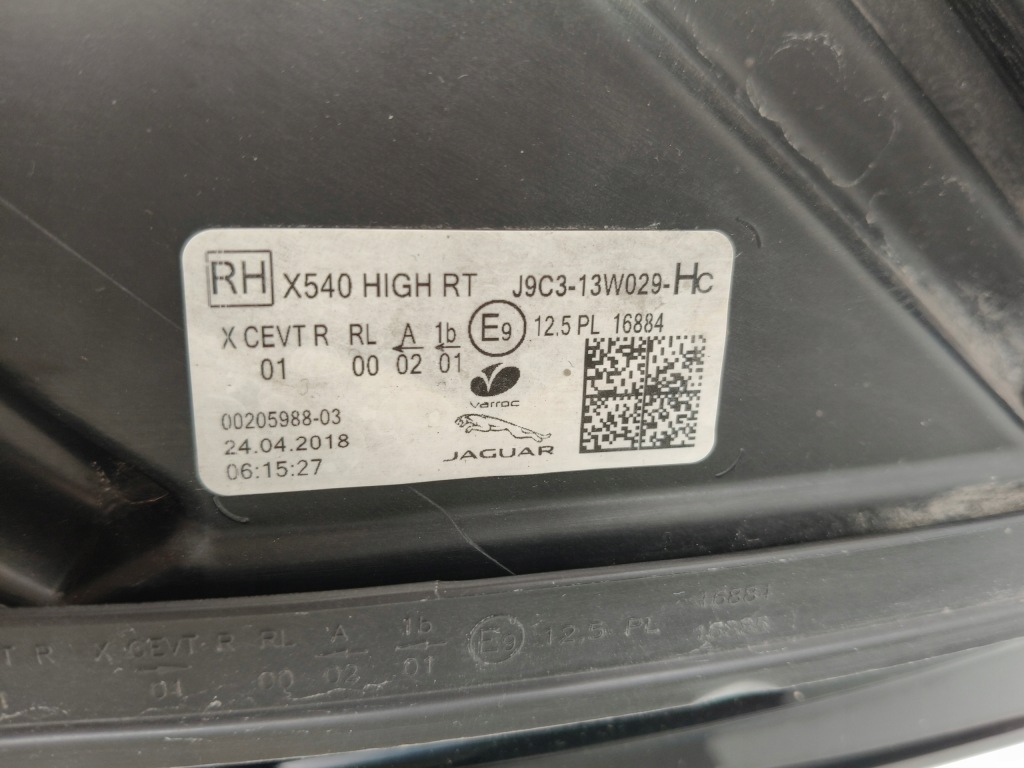 RH X540 HIGH RT J9C3-13W029-HC
X CEVT R RL A 1b E9 12.5 PL 16884
01 00 02 01
varroc
00205988-03
24.04.2018
JAGUAR
06:15:27
16881
T R X CEVT R RL A 1b E9 12.5 PL
01 00 02 01